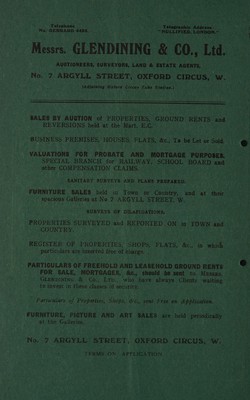 Telephone
No. GERRARD
Telegraphic Address
LONDON."
Messrs. GLENDINING & CO., Ltd.
AUCTIONEERS, SURVEYORS, LAND & ESTATE AGENTS,
No. 7 ARGYLL STREET, OXFORD CIRCUS, W.
(Adjoining Oxford Circus Tube Station.)
SALES BY AUCTION of PROPERTIES, GROUND RENTS and
REVERSIONS held at the Mart, E.C.
BUSINESS PREMISES, HOUSES, FLATS, &c., To be Let or Sold.
VALUATIONS FOR PROBATE AND MORTGAGE PURPOSES.
SPECIAL BRANCH for RAILWAY, SCHOOL BOARD and
other COMPENSATION CLAIMS.
SANITARY SURVEYS AND PLANS PREPARED.
FURNITURE SALES held in Town or Country, and at their
spacious Galleries at No 7 ARGYLL STREET, W.
SURVEYS OF DILAPIDATIONS.
PROPERTIES SURVEYED and REPORTED ON in TOWN and
COUNTRY.
REGISTER OF PROPERTIES, SHOPS, FLATS, &c., in which
particulars are inserted free of charge.
PARTICULARS OF FREEHOLD AND LEASEHOLD GROUND RENTS
FOR SALE, MORTGAGES, &c., should be sent to Messrs.
GLENDINING & Co., Ltd., who have always Clients waiting
to invest in these classes of security.
Particulars of Properties, Shops, &c., sent Free on Application.
FURNITURE, PICTURE AND ART SALES are held periodically
at the Galleries.
No. 7 ARGYLL STREET, OXFORD CIRCUS, W.
TERMS ON APPLICATION.